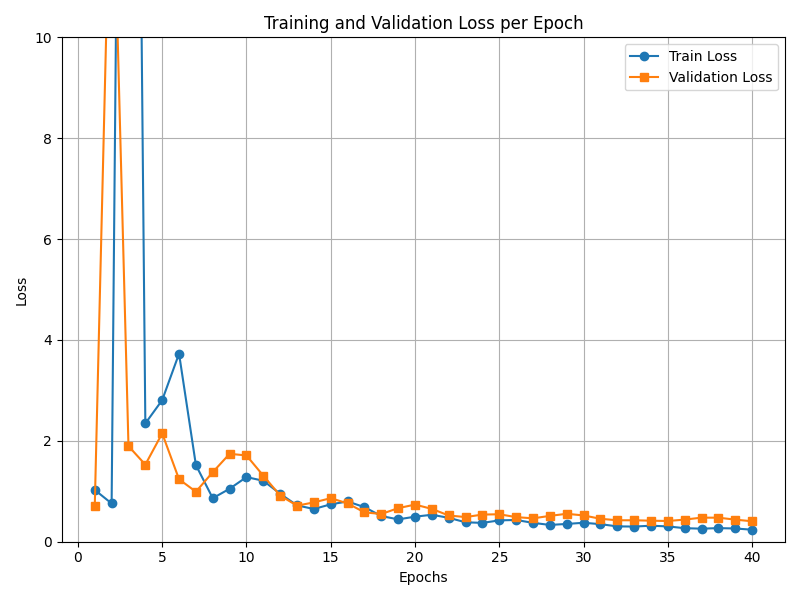 Training and Validation Loss per Epoch
Train Loss
Validation Loss
10
8
6
4
2
0
Loss
0 5 10 15 20 25 30 35 40
Epochs